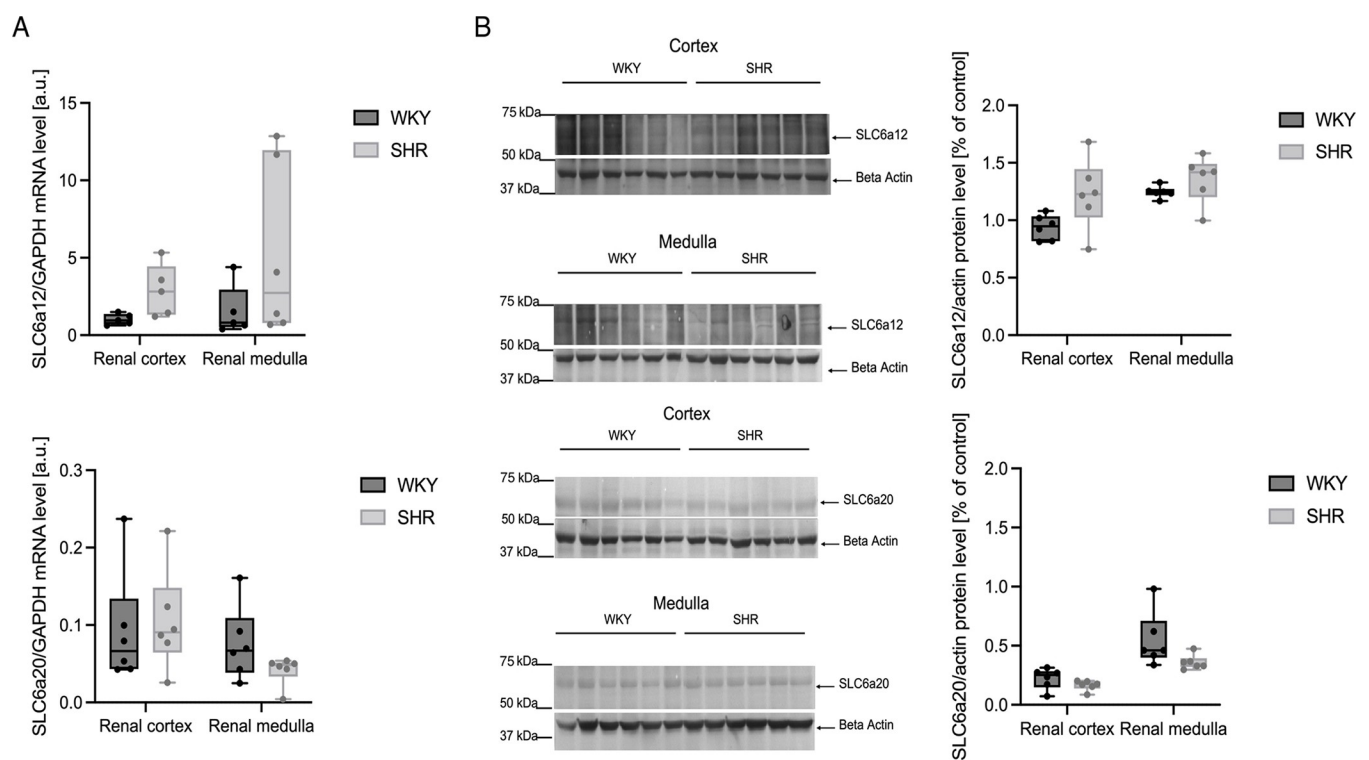 A
SLC6a12/GAPDH mRNA level [a.u.]
15
10
5
0
Renal cortex
Renal medulla
WKY
SHR
SLC6a20/GAPDH mRNA level [a.u.]
0.3
0.2
0.1
0.0
Renal cortex
Renal medulla
WKY
SHR
B
Cortex
WKY
SHR
75 kDa
50 kDa
37 kDa
SLC6a12
Beta Actin
Medulla
WKY
SHR
75 kDa
50 kDa
37 kDa
SLC6a12
Beta Actin
Cortex
WKY
SHR
75 kDa
50 kDa
37 kDa
SLC6a20
Beta Actin
Medulla
WKY
SHR
75 kDa
50 kDa
37 kDa
SLC6a20
Beta Actin
SLC6a12/actin protein level [% of control]
2.0
1.5
1.0
0.5
0.0
Renal cortex
Renal medulla
WKY
SHR
SLC6a20/actin protein level [% of control]
2.0
1.5
1.0
0.5
0.0
Renal cortex
Renal medulla
WKY
SHR